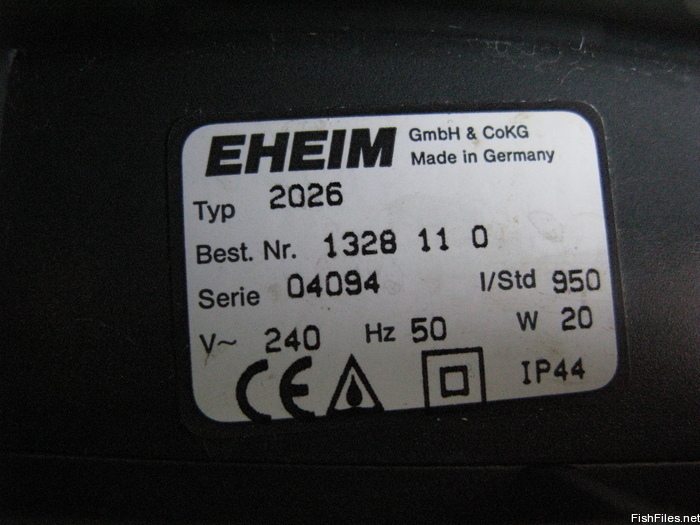 EHEIM GmbH & CoKG
Made in Germany
Typ 2026
Best. Nr. 1328 11 0
Serie 04094 l/Std 950
V~ 240 Hz 50 W 20
CE IP44
FishFiles.net